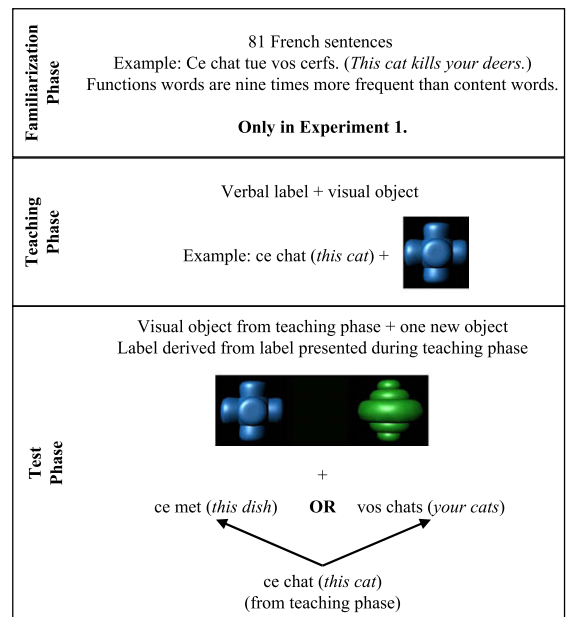 Familiarization
Phase
81 French sentences
Example: Ce chat tue vos cerfs. (This cat kills your deers.)
Functions words are nine times more frequent than content words.
Only in Experiment 1.
Teaching
Phase
Verbal label + visual object
Example: ce chat (this cat) +
Test
Phase
Visual object from teaching phase + one new object
Label derived from label presented during teaching phase
+
ce met (this dish) OR vos chats (your cats)
ce chat (this cat)
(from teaching phase)